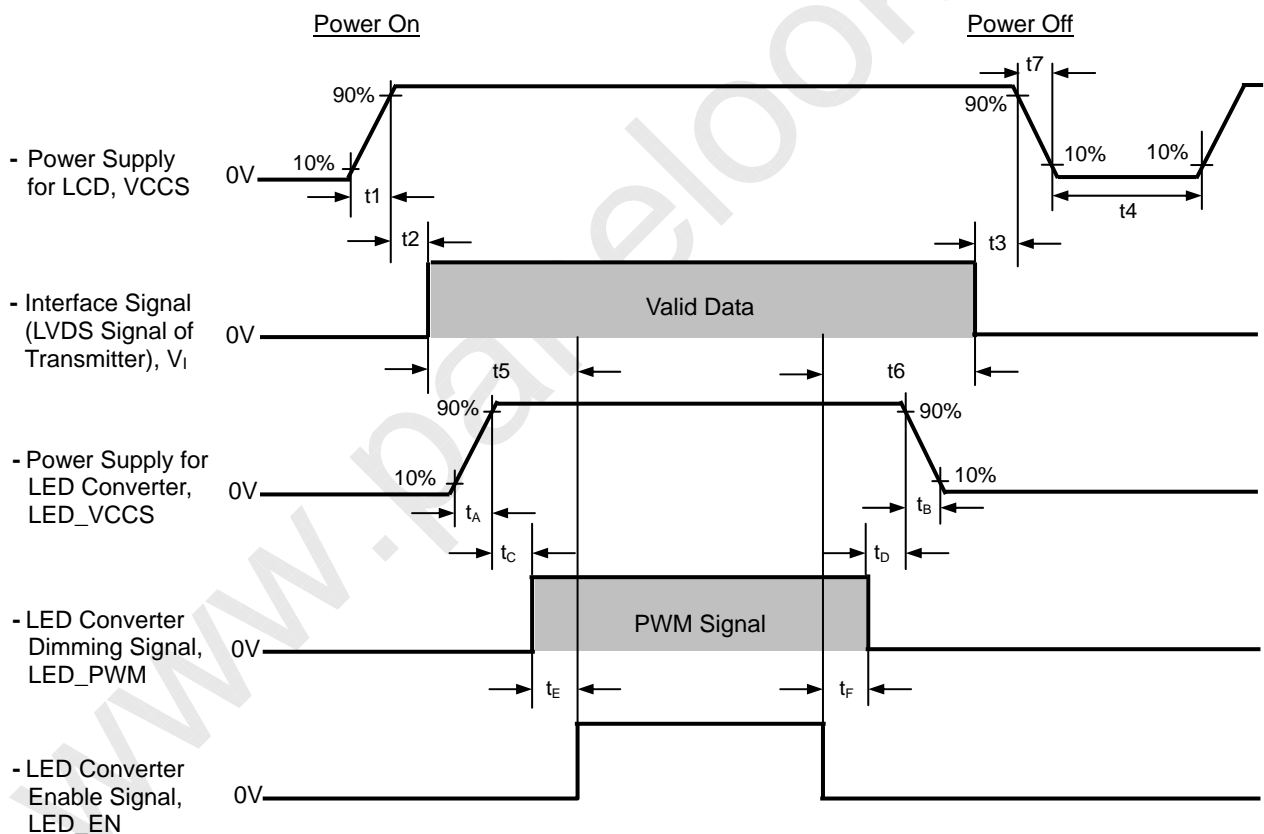 Power On
Power Off
t7
90%
90%
10%
10%
10%
- Power Supply
for LCD, VCCS
0V
t1
t4
t2
t3
- Interface Signal
(LVDS Signal of
Transmitter), VI
0V
Valid Data
t5
t6
90%
90%
- Power Supply for
LED Converter,
LED_VCCS
0V
10%
10%
tA
tB
tC
tD
- LED Converter
Dimming Signal,
LED_PWM
0V
PWM Signal
tE
tF
- LED Converter
Enable Signal,
LED_EN
0V